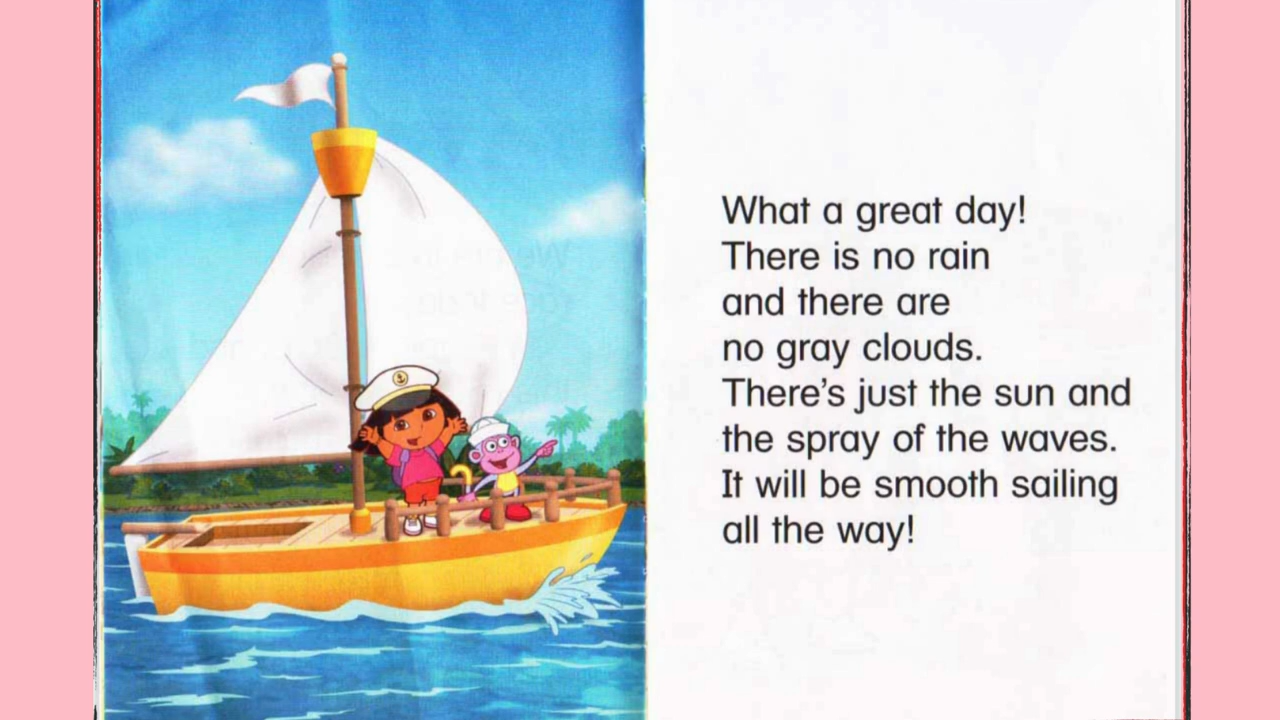 What a great day!
There is no rain
and there are
no gray clouds.
There's just the sun and
the spray of the waves.
It will be smooth sailing
all the way!